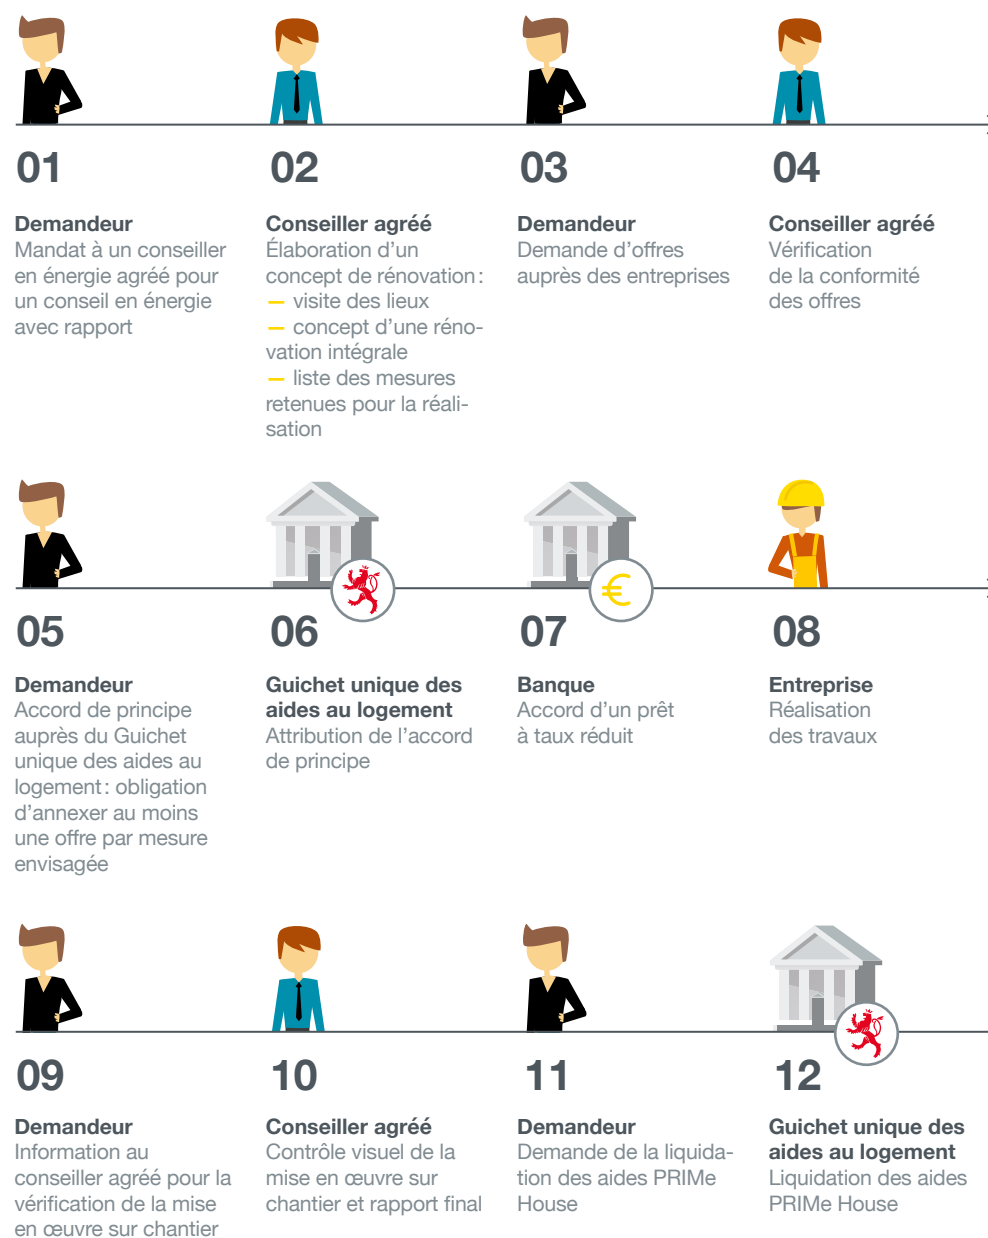 01
Demandeur
Mandat à un conseiller
en énergie agréé pour
un conseil en énergie
avec rapport
02
Conseiller agréé
Élaboration d'un
concept de rénovation :
— visite des lieux
— concept d'une réno-
vation intégrale
— liste des mesures
retenues pour la réali-
sation
03
Demandeur
Demande d'offres
auprès des entreprises
04
Conseiller agréé
Vérification
de la conformité
des offres
05
Demandeur
Accord de principe
auprès du Guichet
unique des aides au
logement : obligation
d'annexer au moins
une offre par mesure
envisagée
06
Guichet unique des
aides au logement
Attribution de l'accord
de principe
€
07
Banque
Accord d'un prêt
à taux réduit
08
Entreprise
Réalisation
des travaux
09
Demandeur
Information au
conseiller agréé pour la
vérification de la mise
en œuvre sur chantier
10
Conseiller agréé
Contrôle visuel de la
mise en œuvre sur
chantier et rapport final
11
Demandeur
Demande de la liquida-
tion des aides PRIMe
House
12
Guichet unique des
aides au logement
Liquidation des aides
PRIMe House